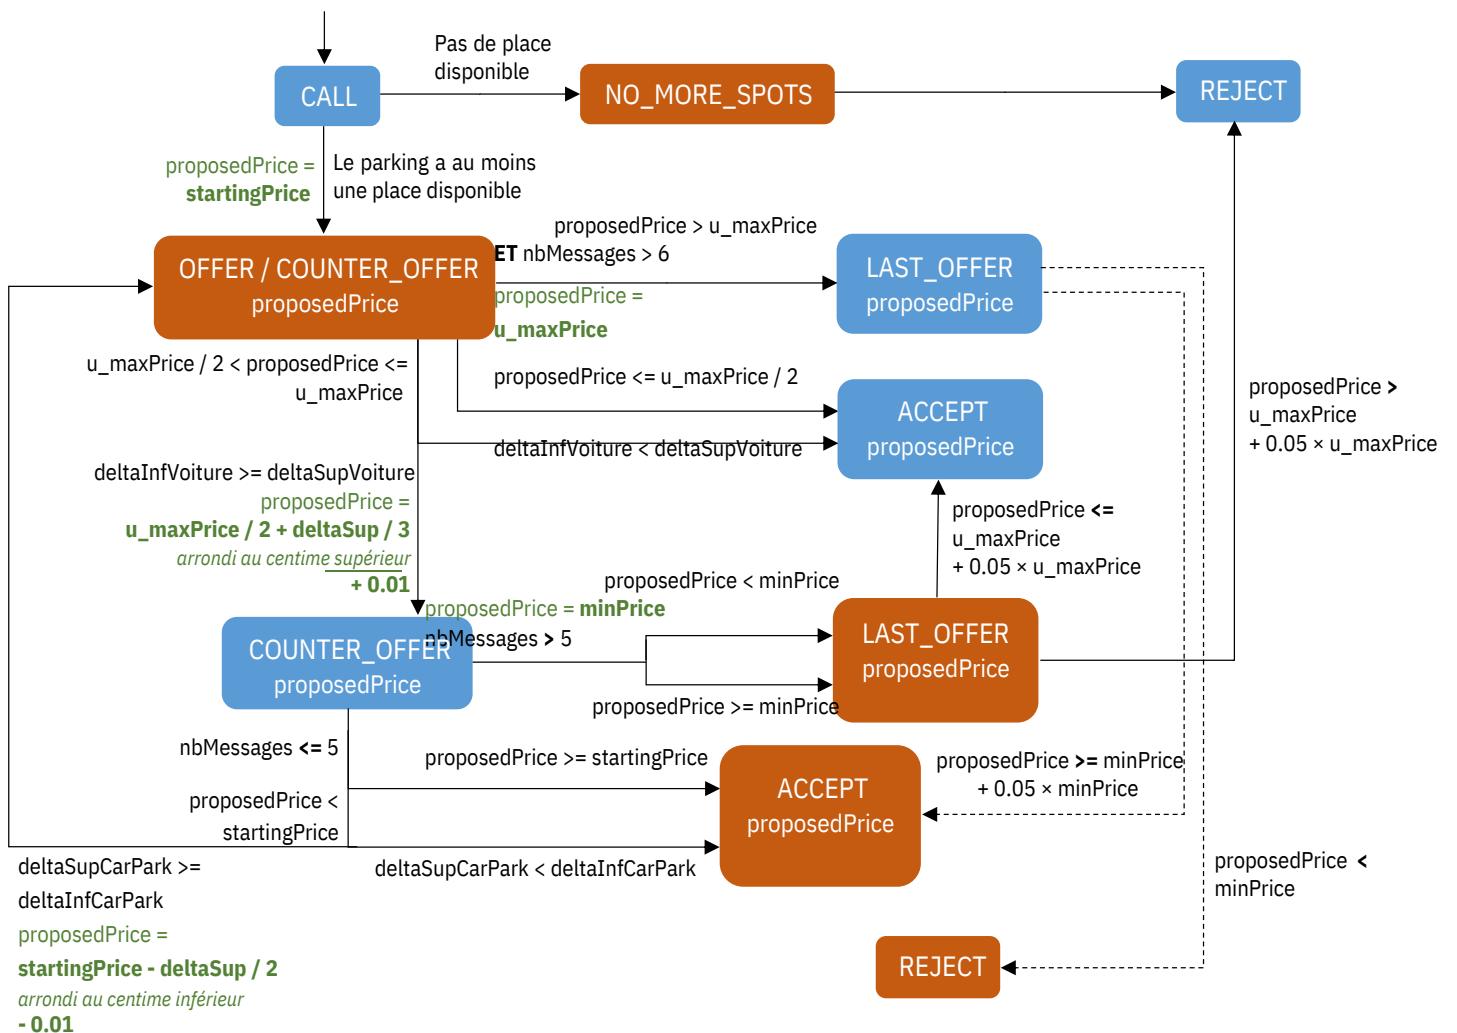 Pas de place
disponible
CALL
NO_MORE_SPOTS
REJECT
proposedPrice =
startingPrice
Le parking a au moins
une place disponible
proposedPrice > u_maxPrice
ET nbMessages > 6
OFFER / COUNTER_OFFER
proposedPrice
LAST_OFFER
proposedPrice
proposedPrice =
u_maxPrice
u_maxPrice / 2 < proposedPrice <=
u_maxPrice
proposedPrice <= u_maxPrice / 2
ACCEPT
proposedPrice
proposedPrice >
u_maxPrice
+ 0.05 × u_maxPrice
deltaInfVoiture < deltaSupVoiture
deltaInfVoiture >= deltaSupVoiture
proposedPrice =
u_maxPrice / 2 + deltaSup / 3
arrondi au centime supérieur
+ 0.01
proposedPrice <=
u_maxPrice
+ 0.05 × u_maxPrice
proposedPrice < minPrice
proposedPrice = minPrice
nbMessages > 5
COUNTER_OFFER
proposedPrice
LAST_OFFER
proposedPrice
proposedPrice >= minPrice
nbMessages <= 5
proposedPrice >= startingPrice
proposedPrice <
startingPrice
ACCEPT
proposedPrice
proposedPrice >= minPrice
+ 0.05 × minPrice
deltaSupCarPark >=
deltaInfCarPark
deltaSupCarPark < deltaInfCarPark
proposedPrice <
minPrice
proposedPrice =
startingPrice - deltaSup / 2
arrondi au centime inférieur
- 0.01
REJECT